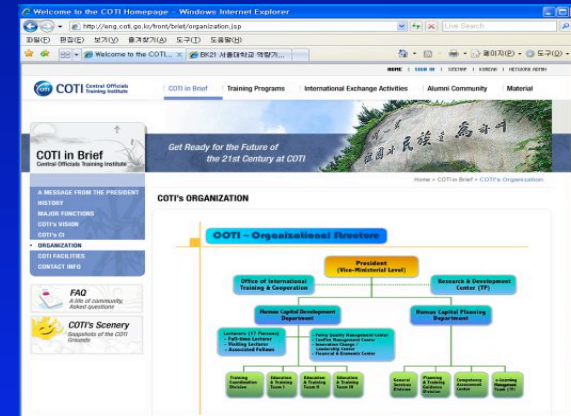 Welcome to the COTI Homepage - Windows Internet Explorer
http://eng.coti.go.kr/front/brief/organization.jsp
Live Search
파일(F) 편집(E) 보기(V) 즐겨찾기(A) 도구(T) 도움말(H)
Welcome to the COTI...
BK21 서울대학교 역량기...
페이지(P)
도구(O)
HOME | SIGN IN | SITEMAP | KOREAN | NETWORK ADMIN
COTI Central Officials Training Institute
COTI in Brief
Training Programs
International Exchange Activities
Alumni Community
Material
COTI in Brief
Central Officials Training Institute
Get Ready for the Future of
the 21st Century at COTI
Home > COTI in Brief > COTI's Organization
A MESSAGE FROM THE PRESIDENT
HISTORY
MAJOR FUNCTIONS
COTI's VISION
COTI's CI
ORGANIZATION
COTI FACILITIES
CONTACT INFO
FAQ
A life of community,
Asked questions
COTI's Scenery
Snapshots of the COTI
Grounds
COTI's ORGANIZATION
COTI – Organizational Structure
President
(Vice-Ministerial Level)
Office of International
Training & Cooperation
Research & Development
Center (TF)
Human Capital Development
Department
Human Capital Planning
Department
Lecturers (17 Persons)
- Full-time Lecturer
- Visiting Lecturer
- Associated Fellows
- Policy Quality Management Center
- Conflict Management Center
- Innovation Change /
Leadership Center
- Financial & Economic Center
Training
Coordination
Division
Education
& Training
Team I
Education
& Training
Team II
Education
& Training
Team III
General
Services
Division
Planning
& Training
Guidance
Division
Competency
Assessment
Center
e-Learning
Management
Team (TF)